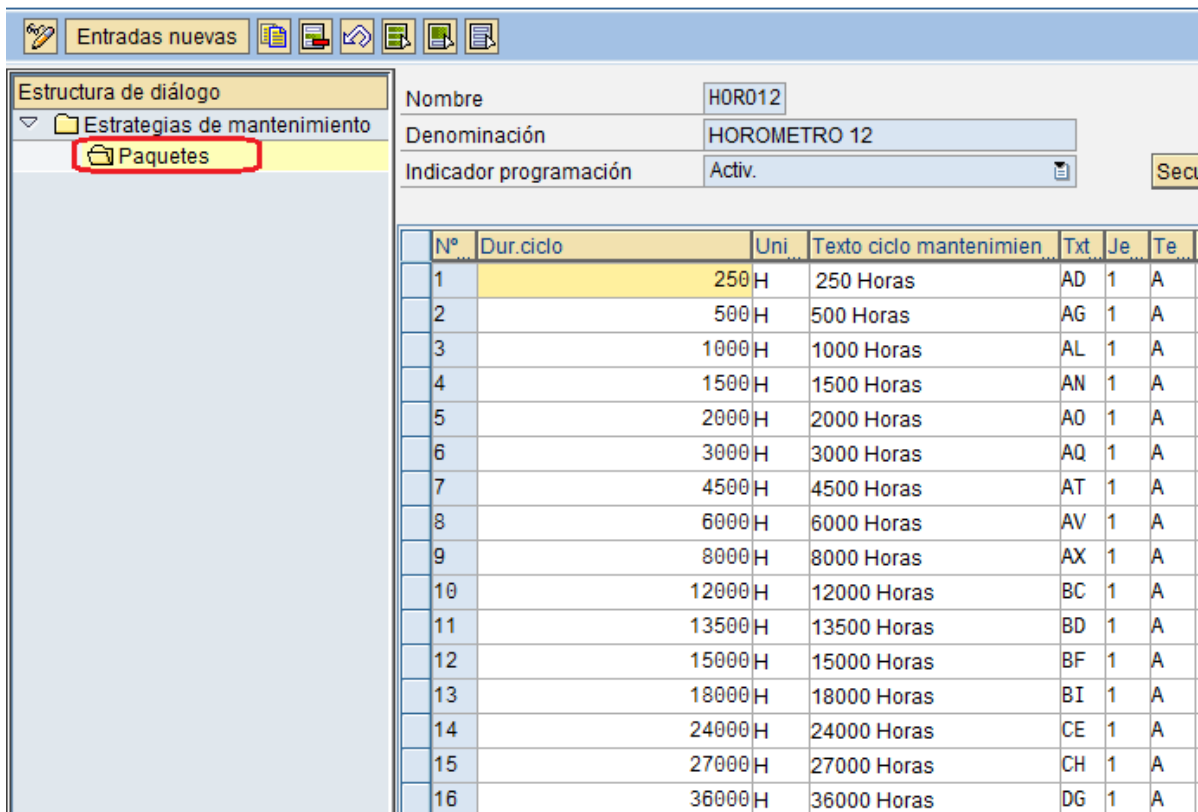 Entradas nuevas
Estructura de diálogo
Estrategias de mantenimiento
Paquetes
Nombre HOR012
Denominación HOROMETRO 12
Indicador programación Activ.
Secu
Nº Dur.ciclo Uni Texto ciclo mantenimien Txt Je Te
1 250 H 250 Horas AD 1 A
2 500 H 500 Horas AG 1 A
3 1000 H 1000 Horas AL 1 A
4 1500 H 1500 Horas AN 1 A
5 2000 H 2000 Horas AO 1 A
6 3000 H 3000 Horas AQ 1 A
7 4500 H 4500 Horas AT 1 A
8 6000 H 6000 Horas AV 1 A
9 8000 H 8000 Horas AX 1 A
10 12000 H 12000 Horas BC 1 A
11 13500 H 13500 Horas BD 1 A
12 15000 H 15000 Horas BF 1 A
13 18000 H 18000 Horas BI 1 A
14 24000 H 24000 Horas CE 1 A
15 27000 H 27000 Horas CH 1 A
16 36000 H 36000 Horas DG 1 A